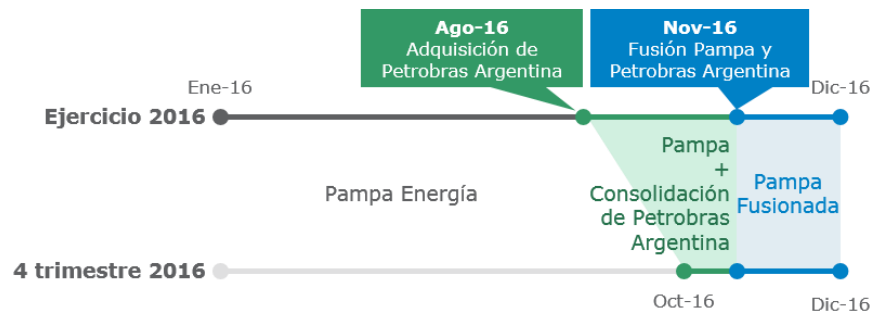 Ago-16
Adquisición de
Petrobras Argentina
Nov-16
Fusión Pampa y
Petrobras Argentina
Ene-16
Dic-16
Ejercicio 2016
Pampa Energía
Pampa
+
Consolidación
de Petrobras
Argentina
Pampa
Fusionada
4 trimestre 2016
Oct-16
Dic-16